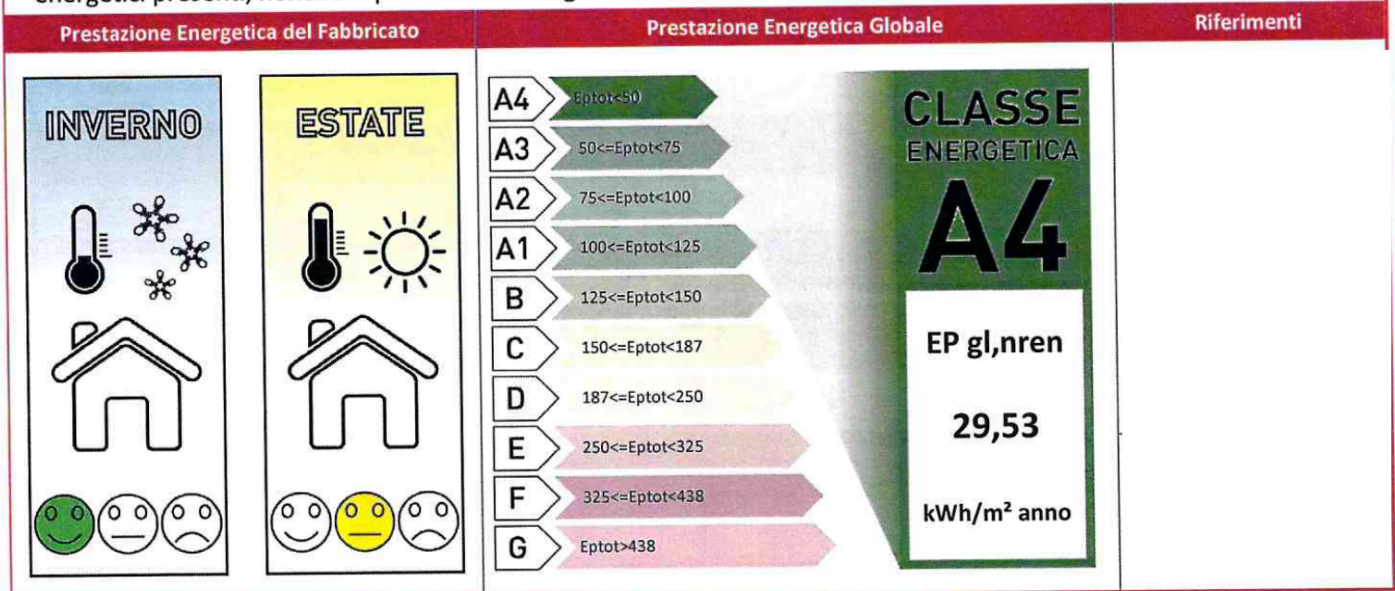 Prestazione Energetica del Fabbricato
Prestazione Energetica Globale
Riferimenti
INVERNO
ESTATE
A4 Eptot<50
A3 50<=Eptot<75
A2 75<=Eptot<100
A1 100<=Eptot<125
B 125<=Eptot<150
C 150<=Eptot<187
D 187<=Eptot<250
E 250<=Eptot<325
F 325<=Eptot<438
G Eptot>438
CLASSE
ENERGETICA
A4
EP gl,nren
29,53
kWh/m² anno